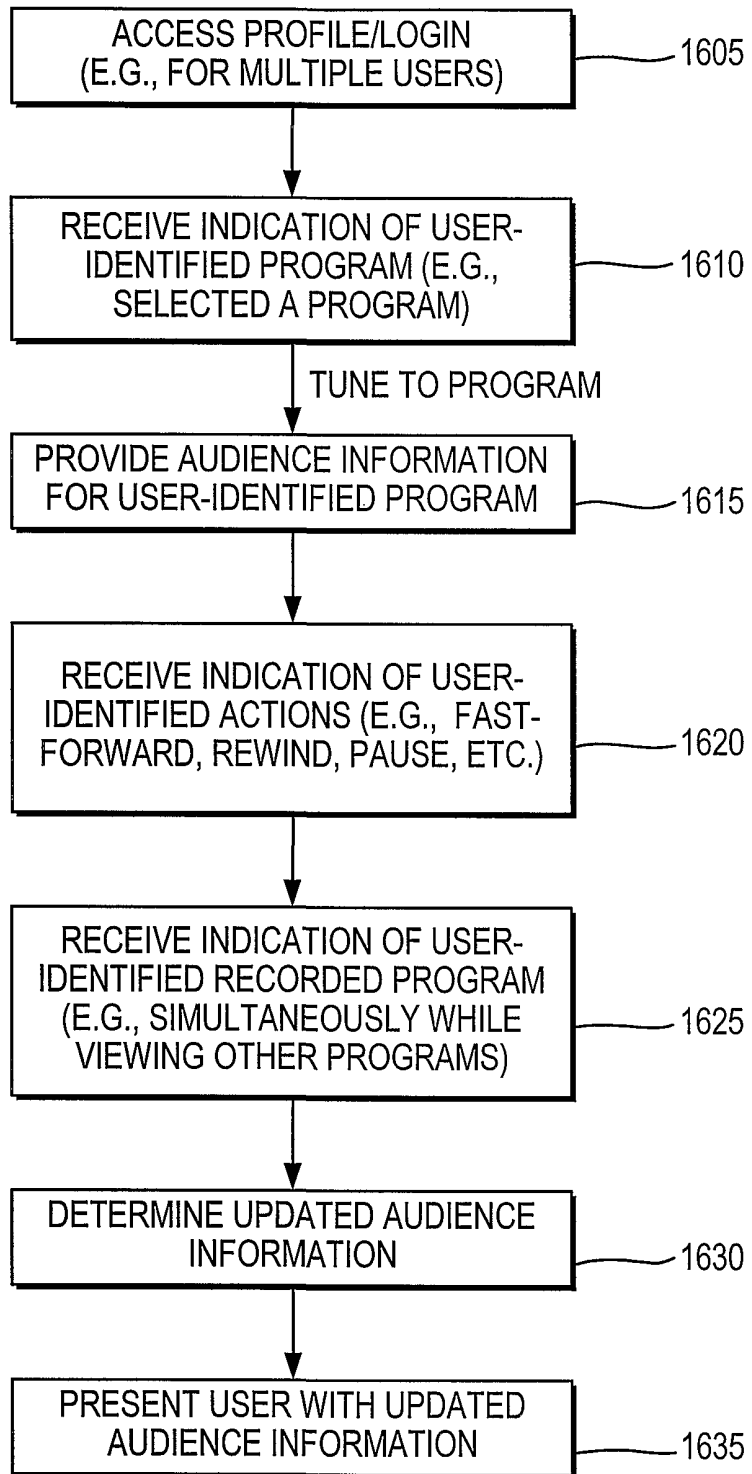 ACCESS PROFILE/LOGIN
(E.G., FOR MULTIPLE USERS)
1605
RECEIVE INDICATION OF USER-
IDENTIFIED PROGRAM (E.G.,
SELECTED A PROGRAM)
1610
TUNE TO PROGRAM
PROVIDE AUDIENCE INFORMATION
FOR USER-IDENTIFIED PROGRAM
1615
RECEIVE INDICATION OF USER-
IDENTIFIED ACTIONS (E.G., FAST-
FORWARD, REWIND, PAUSE, ETC.)
1620
RECEIVE INDICATION OF USER-
IDENTIFIED RECORDED PROGRAM
(E.G., SIMULTANEOUSLY WHILE
VIEWING OTHER PROGRAMS)
1625
DETERMINE UPDATED AUDIENCE
INFORMATION
1630
PRESENT USER WITH UPDATED
AUDIENCE INFORMATION
1635